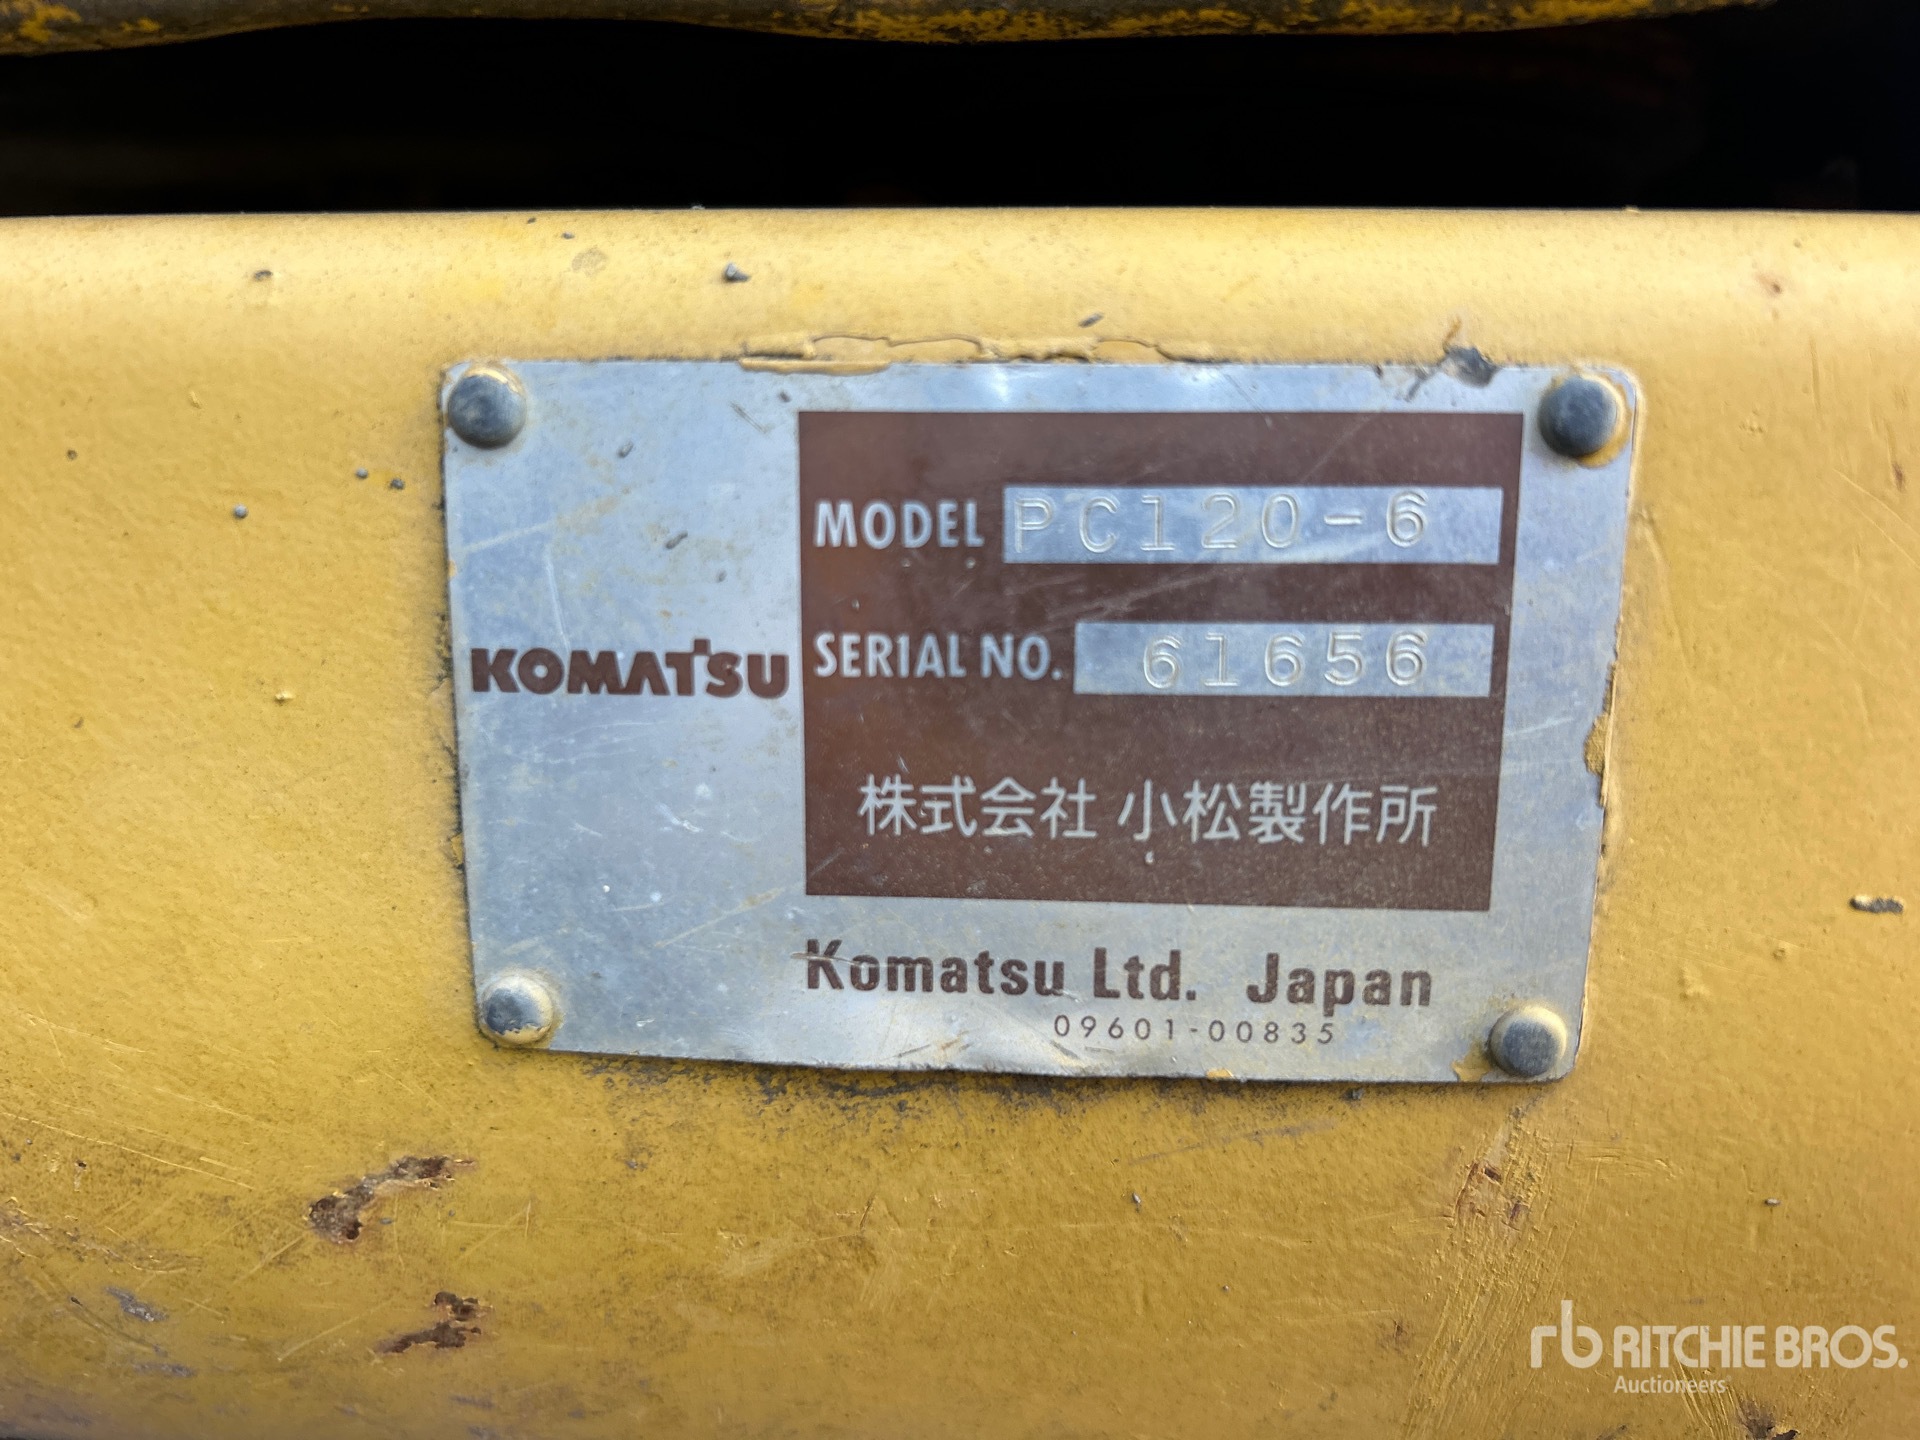 KOMATSU
MODEL PC120-6
SERIAL NO. 61656
株式会社 小松製作所
Komatsu Ltd. Japan
09601-00835
rb RITCHIE BROS.
Auctioneers